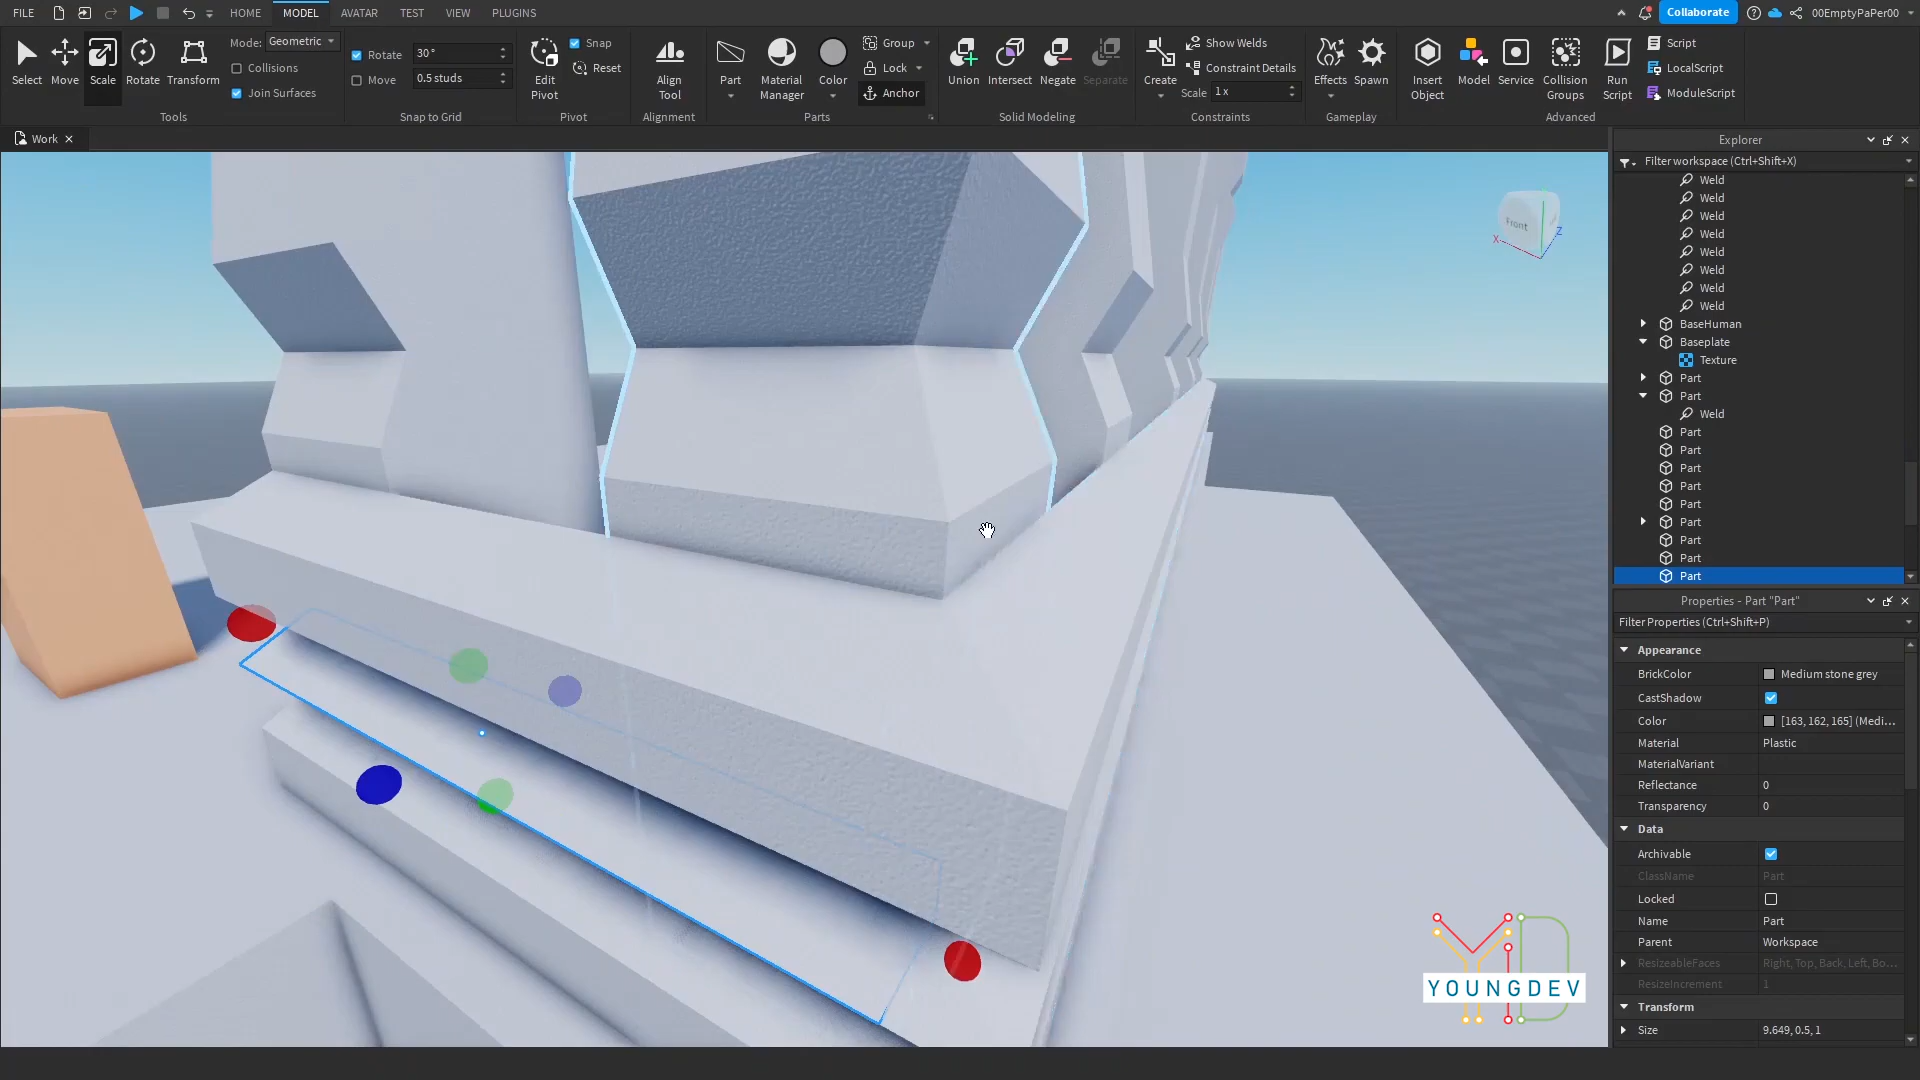 FILE HOME MODEL AVATAR TEST VIEW PLUGINS Collaborate 00EmptyPaPer00
Select Move Scale Rotate Transform
Mode: Geometric
Collisions
Join Surfaces
Tools
Rotate 30°
Move 0.5 studs
Snap to Grid
Edit Pivot
Snap
Reset
Pivot
Align Tool
Alignment
Part Material Manager Color
Group
Lock
Anchor
Parts
Union Intersect Negate Separate
Solid Modeling
Create
Show Welds
Constraint Details
Scale 1 x
Constraints
Effects Spawn
Gameplay
Insert Object Model Service Collision Groups Run Script
Script
LocalScript
ModuleScript
Advanced
Work
Front
X
Z
YOUNGDEV
Explorer
Filter workspace (Ctrl+Shift+X)
Weld
Weld
Weld
Weld
Weld
Weld
Weld
Weld
BaseHuman
Baseplate
Texture
Part
Part
Weld
Part
Part
Part
Part
Part
Part
Part
Part
Part
Properties - Part "Part"
Filter Properties (Ctrl+Shift+P)
Appearance
BrickColor Medium stone grey
CastShadow
Color [163, 162, 165] (Medi...
Material Plastic
MaterialVariant
Reflectance 0
Transparency 0
Data
Archivable
ClassName Part
Locked
Name Part
Parent Workspace
ResizeableFaces Right, Top, Back, Left, Bo...
ResizeIncrement 1
Transform
Size 9.649, 0.5, 1